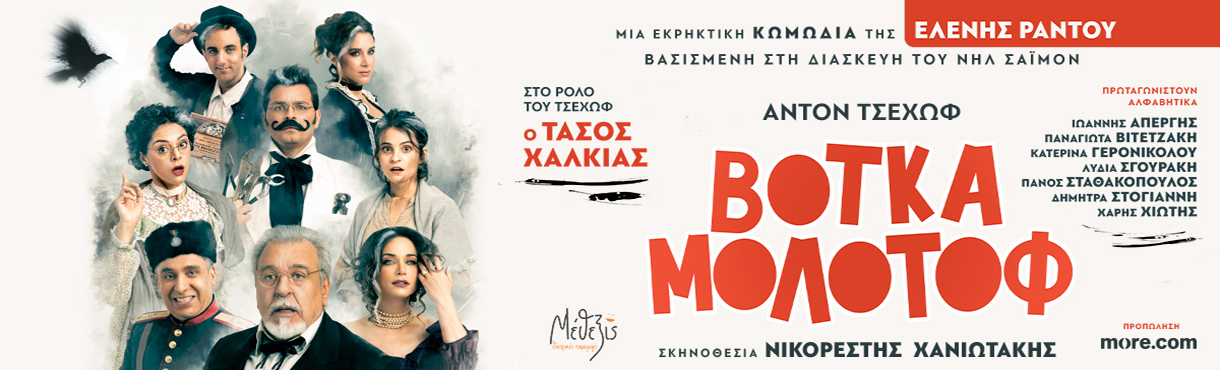 ΜΙΑ ΕΚΡΗΚΤΙΚΗ ΚΩΜΩΔΙΑ ΤΗΣ ΕΛΕΝΗΣ ΡΑΝΤΟΥ
ΒΑΣΙΣΜΕΝΗ ΣΤΗ ΔΙΑΣΚΕΥΗ ΤΟΥ ΝΗΛ ΣΑΪΜΟΝ
ΣΤΟ ΡΟΛΟ
ΤΟΥ ΤΣΕΧΩΦ
Ο ΤΑΣΟΣ
ΧΑΛΚΙΑΣ
ΑΝΤΟΝ ΤΣΕΧΩΦ
ΒΟΤΚΑ
ΜΟΛΟΤΟΦ
ΣΚΗΝΟΘΕΣΙΑ ΝΙΚΟΡΕΣΤΗΣ ΧΑΝΙΩΤΑΚΗΣ
ΠΡΩΤΑΓΩΝΙΣΤΟΥΝ
ΑΛΦΑΒΗΤΙΚΑ
ΙΩΑΝΝΗΣ ΑΠΕΡΓΗΣ
ΠΑΝΑΓΙΩΤΑ ΒΙΤΕΤΖΑΚΗ
ΚΑΤΕΡΙΝΑ ΓΕΡΟΝΙΚΟΛΟΥ
ΛΥΔΙΑ ΣΓΟΥΡΑΚΗ
ΠΑΝΟΣ ΣΤΑΘΑΚΟΠΟΥΛΟΣ
ΔΗΜΗΤΡΑ ΣΤΟΓΙΑΝΝΗ
ΧΑΡΗΣ ΧΙΩΤΗΣ
Μέθεξις
ΠΡΟΠΩΛΗΣΗ
more.com